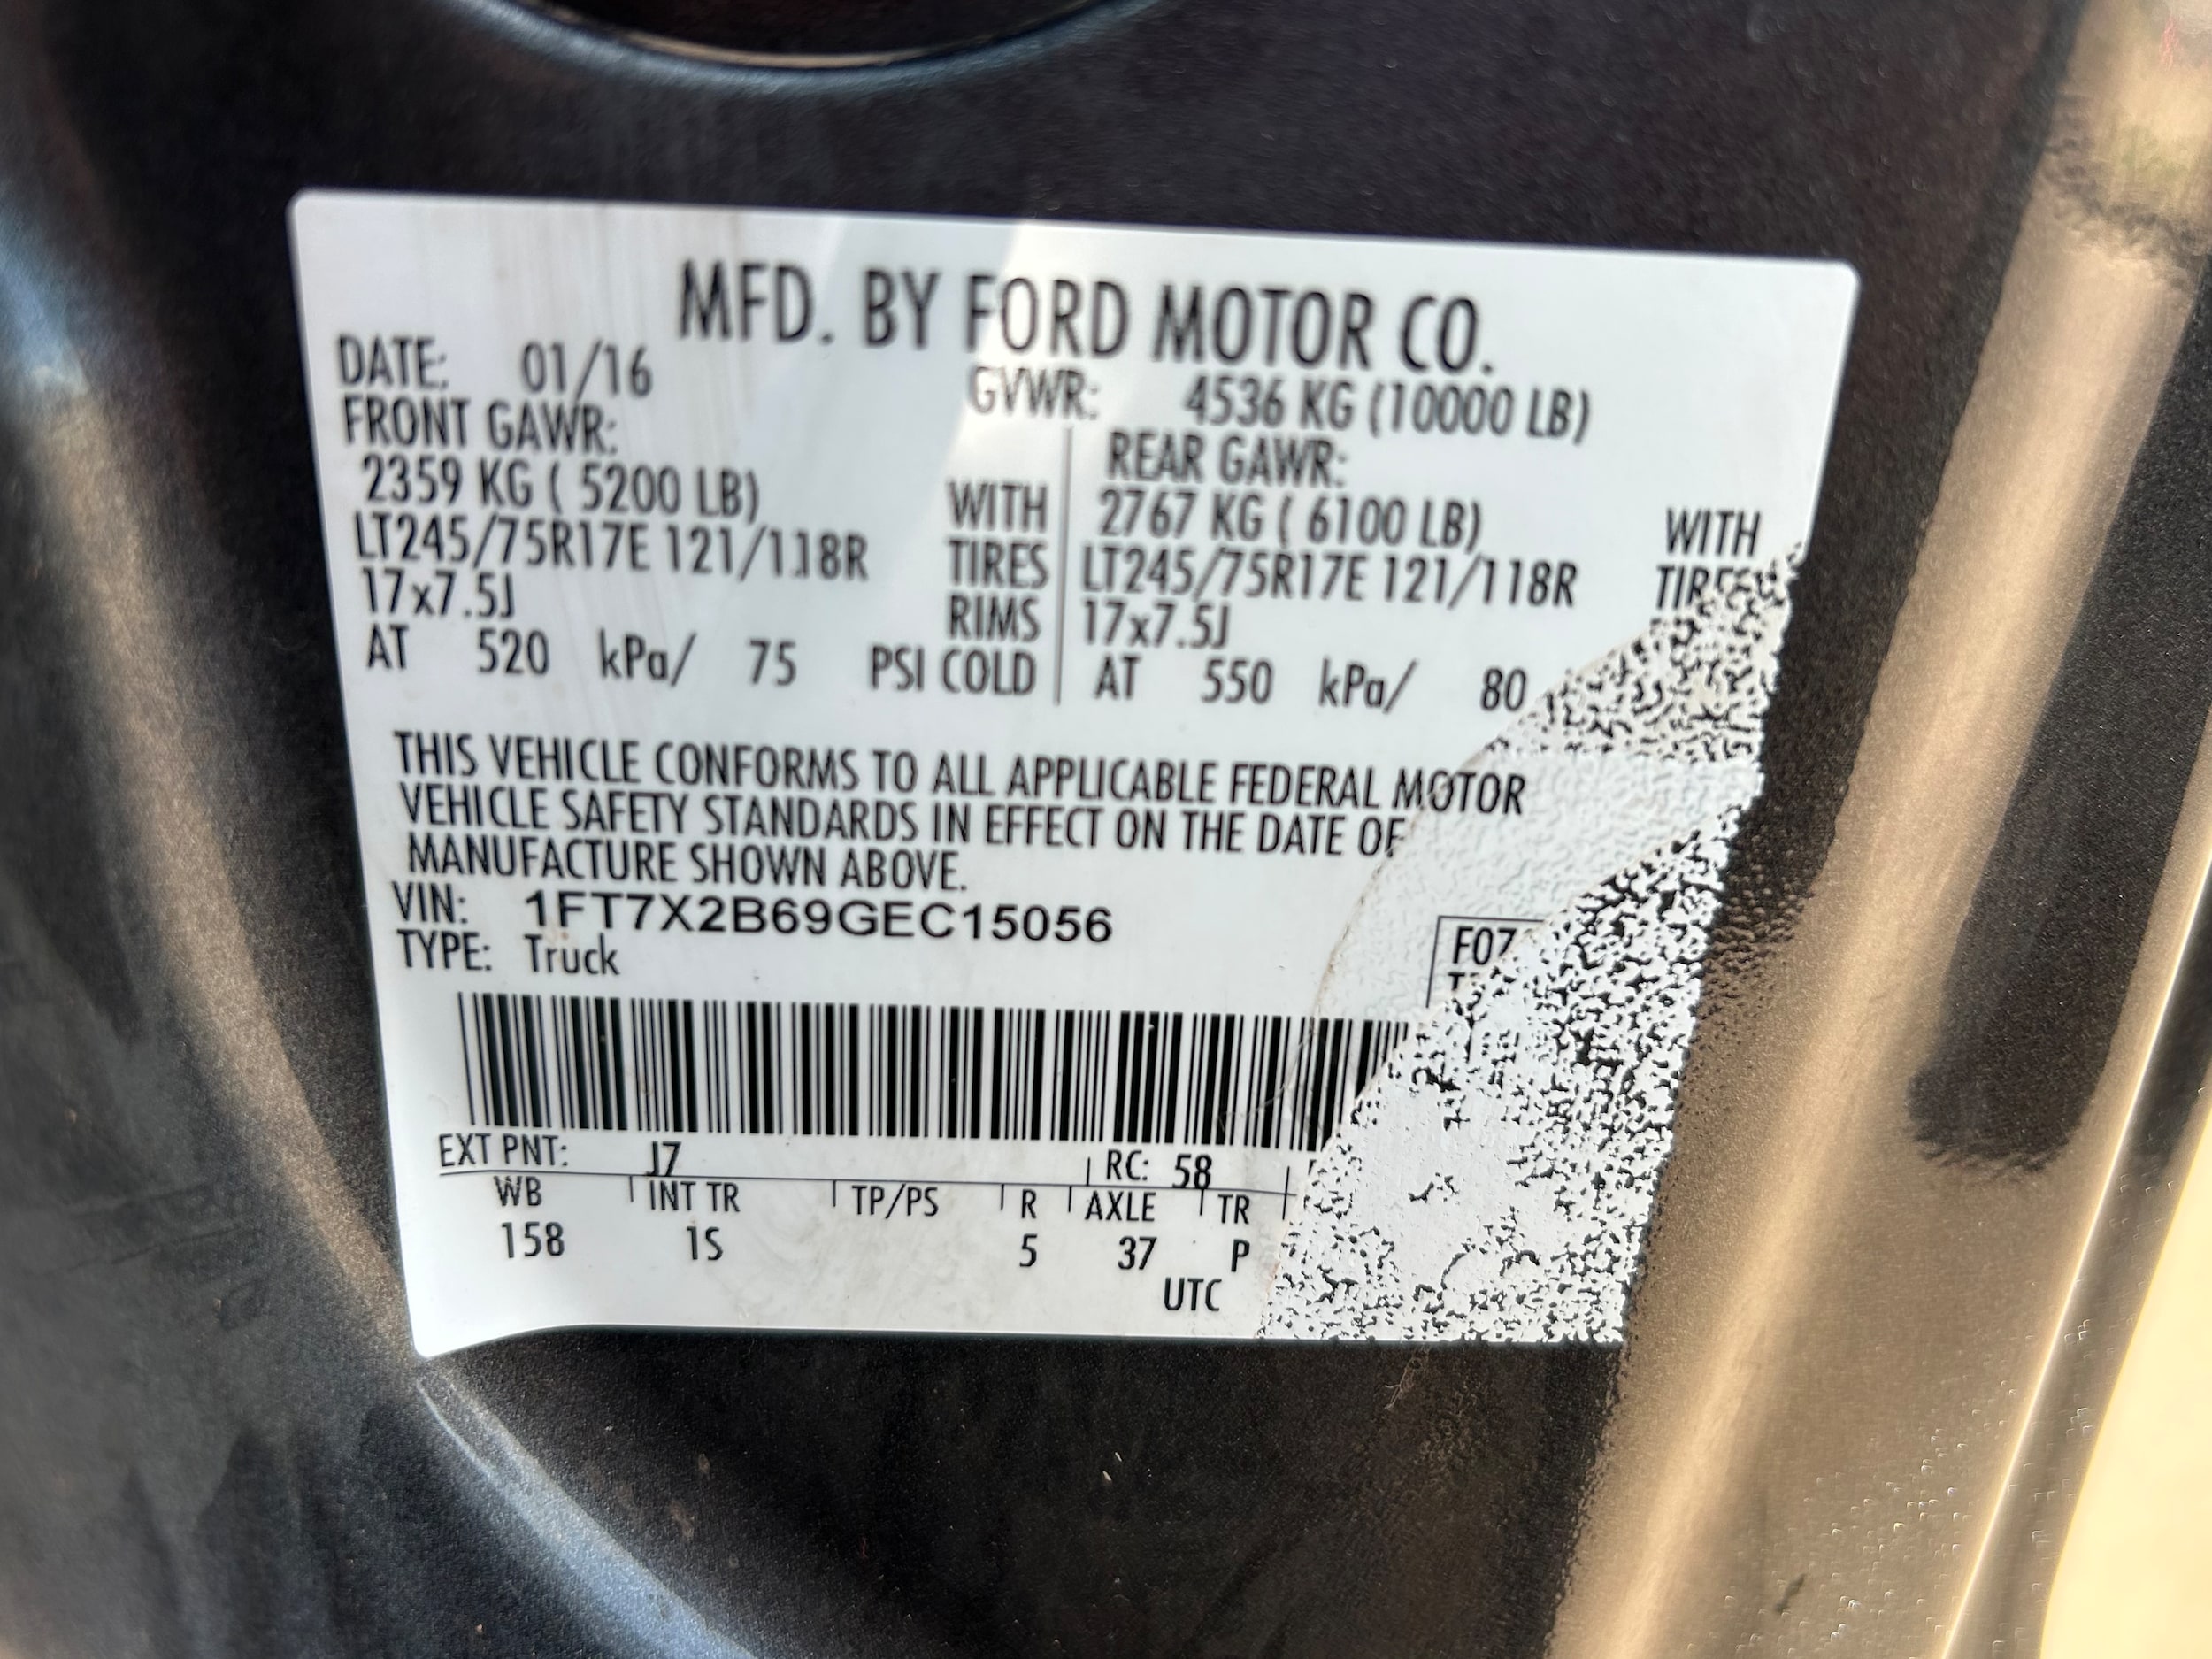 MFD. BY FORD MOTOR CO.
DATE: 01/16 GVWR: 4536 KG (10000 LB)
FRONT GAWR: REAR GAWR:
2359 KG ( 5200 LB) WITH 2767 KG ( 6100 LB) WITH
LT245/75R17E 121/118R TIRES LT245/75R17E 121/118R TIRES
17x7.5J RIMS 17x7.5J
AT 520 kPa/ 75 PSI COLD AT 550 kPa/ 80
THIS VEHICLE CONFORMS TO ALL APPLICABLE FEDERAL MOTOR
VEHICLE SAFETY STANDARDS IN EFFECT ON THE DATE OF
MANUFACTURE SHOWN ABOVE.
VIN: 1FT7X2B69GEC15056
F07
TYPE: Truck
EXT PNT: J7 RC: 58
WB INT TR TP/PS R AXLE TR
158 1S 5 37 P
UTC